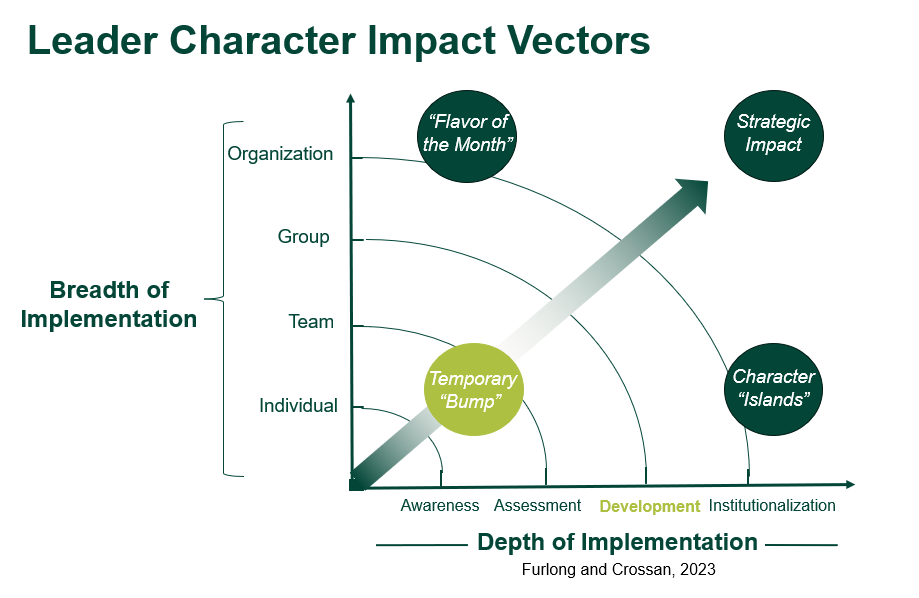 Leader Character Impact Vectors
“Flavor of
the Month”
Strategic
Impact
Organization
Group
Breadth of
Implementation
Team
Temporary
“Bump”
Character
“Islands”
Individual
Awareness
Assessment
Development
Institutionalization
Depth of Implementation
Furlong and Crossan, 2023